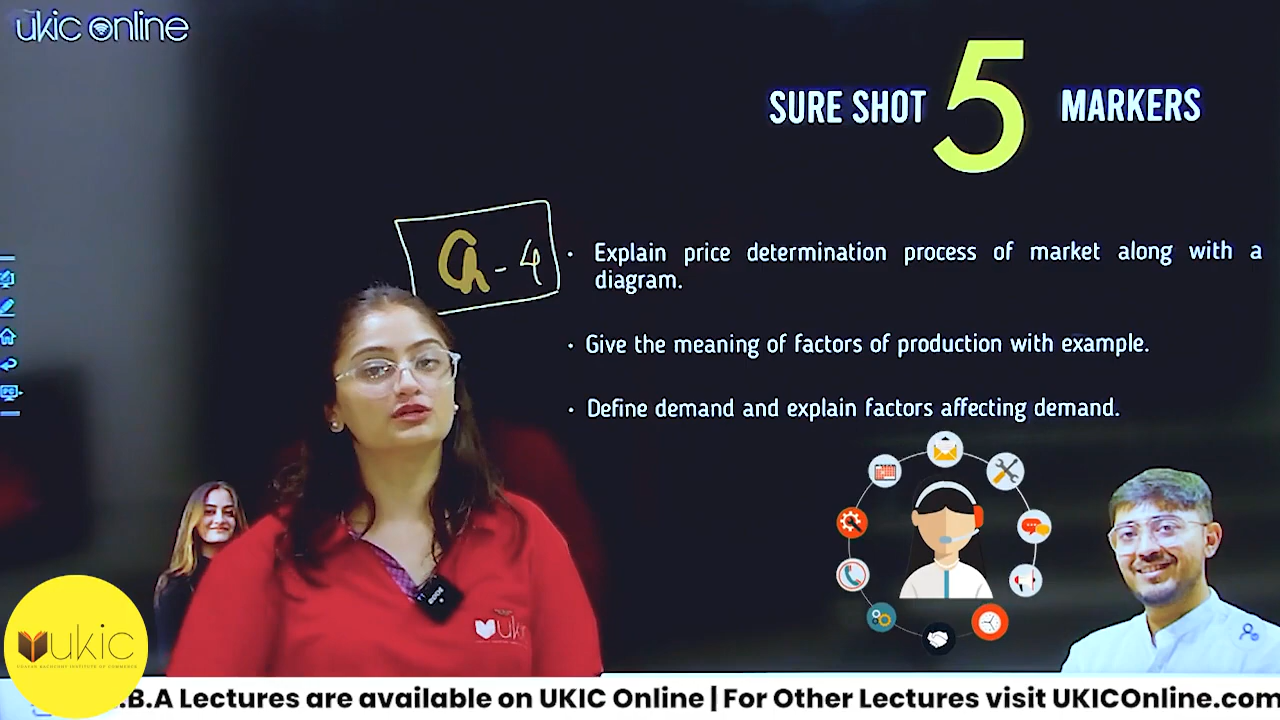 ukic online
SURE SHOT 5 MARKERS
Ch-4
• Explain price determination process of market along with a
diagram.
• Give the meaning of factors of production with example.
• Define demand and explain factors affecting demand.
ukic
.B.A Lectures are available on UKIC Online | For Other Lectures visit UKICOnline.com